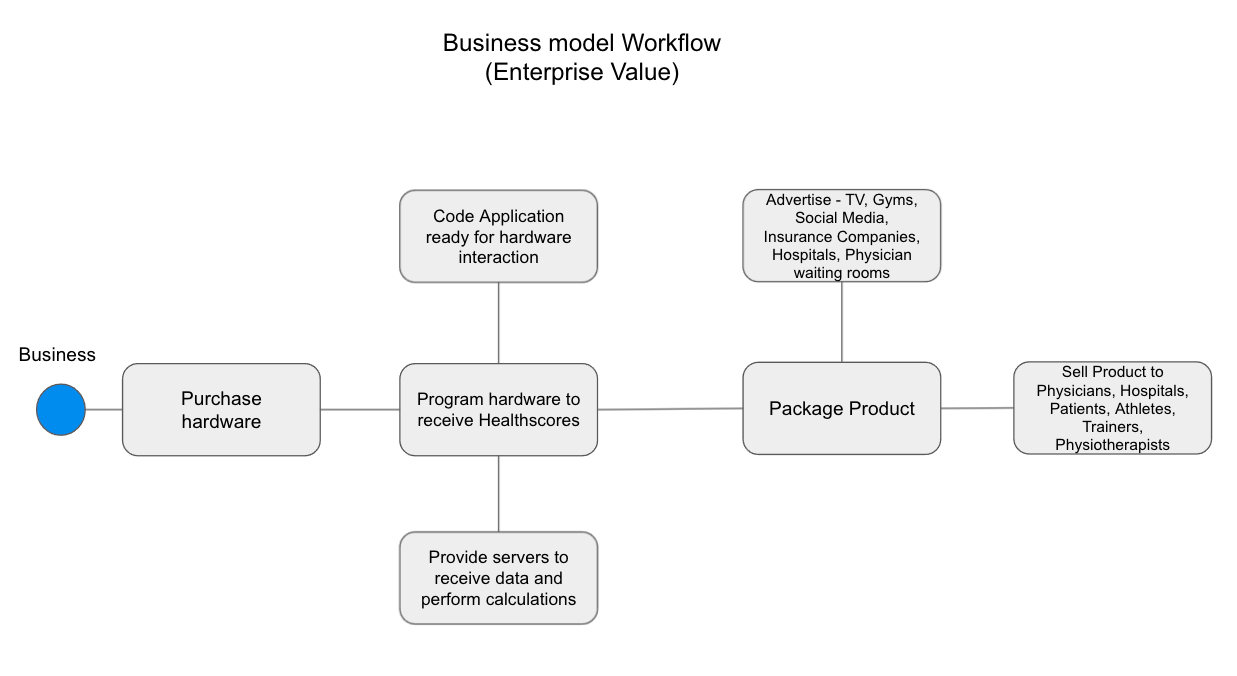 Business model Workflow
(Enterprise Value)
Code Application
ready for hardware
interaction
Advertise - TV, Gyms,
Social Media,
Insurance Companies,
Hospitals, Physician
waiting rooms
Business
Purchase
hardware
Program hardware to
receive Healthscores
Package Product
Sell Product to
Physicians, Hospitals,
Patients, Athletes,
Trainers,
Physiotherapists
Provide servers to
receive data and
perform calculations